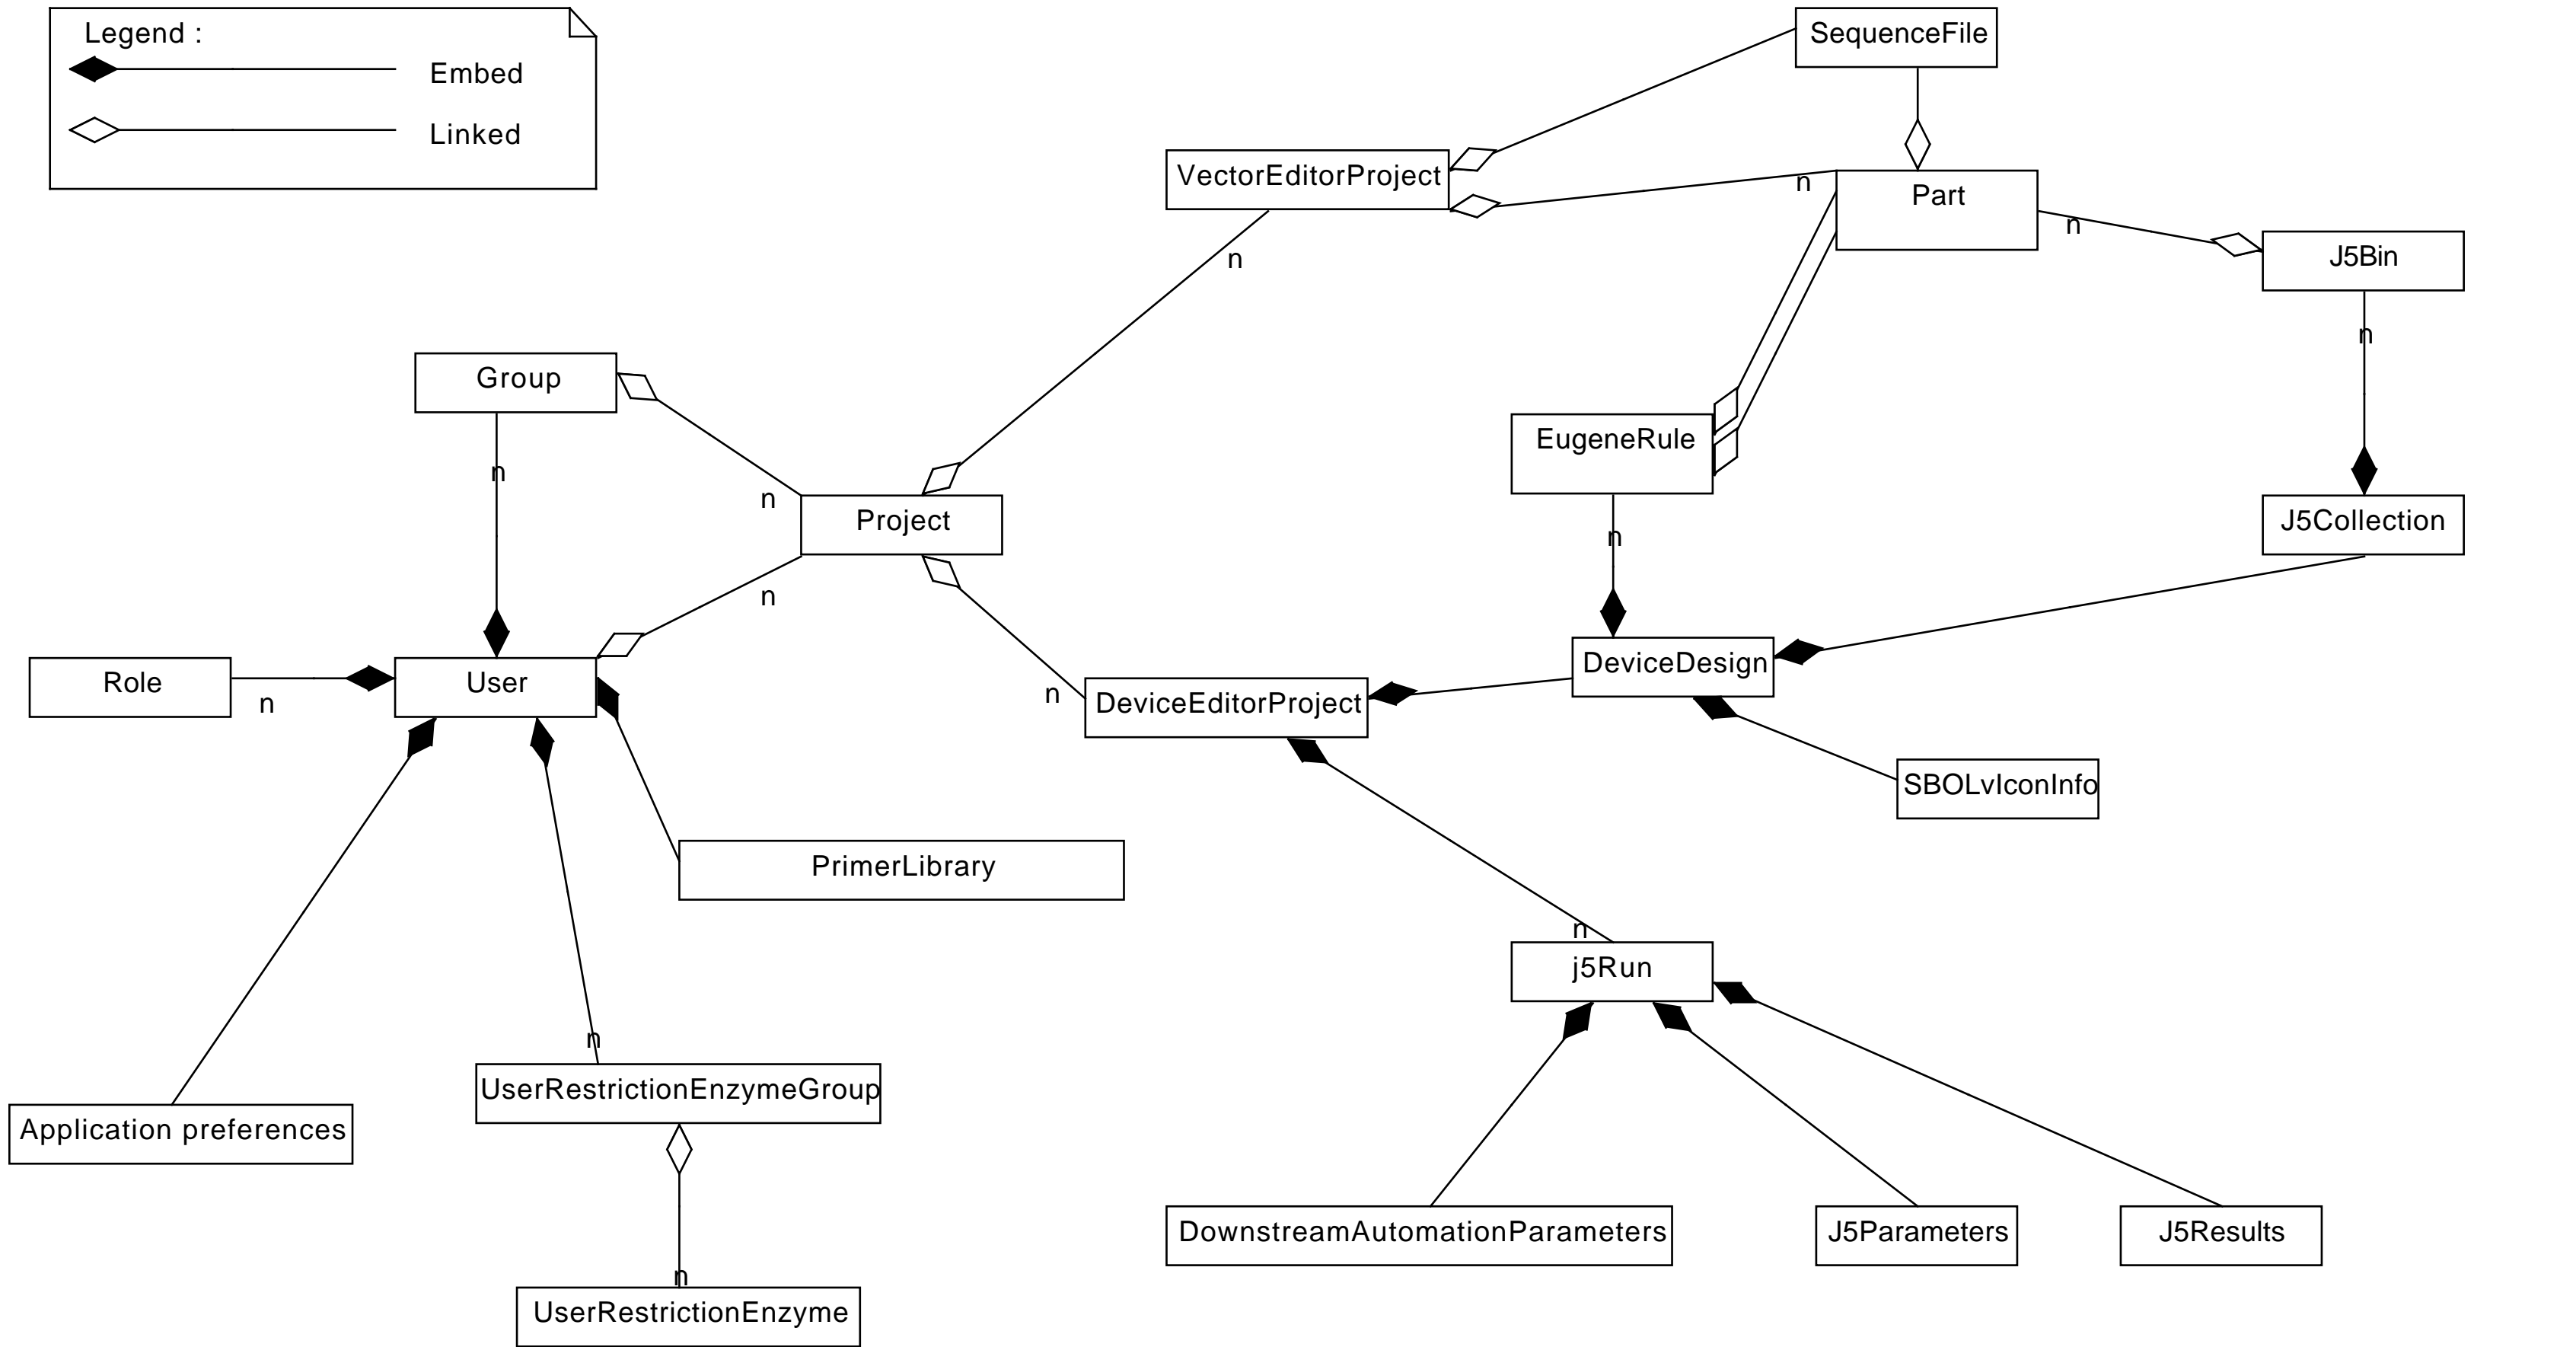 Legend :
Embed
Linked
SequenceFile
VectorEditorProject
n
Part
n
J5Bin
n
n
Group
EugeneRule
n
n
Project
J5Collection
n
n
DeviceDesign
Role
n
User
n
DeviceEditorProject
SBOLvIconInfo
PrimerLibrary
n
j5Run
n
UserRestrictionEnzymeGroup
Application preferences
DownstreamAutomationParameters
J5Parameters
J5Results
n
UserRestrictionEnzyme